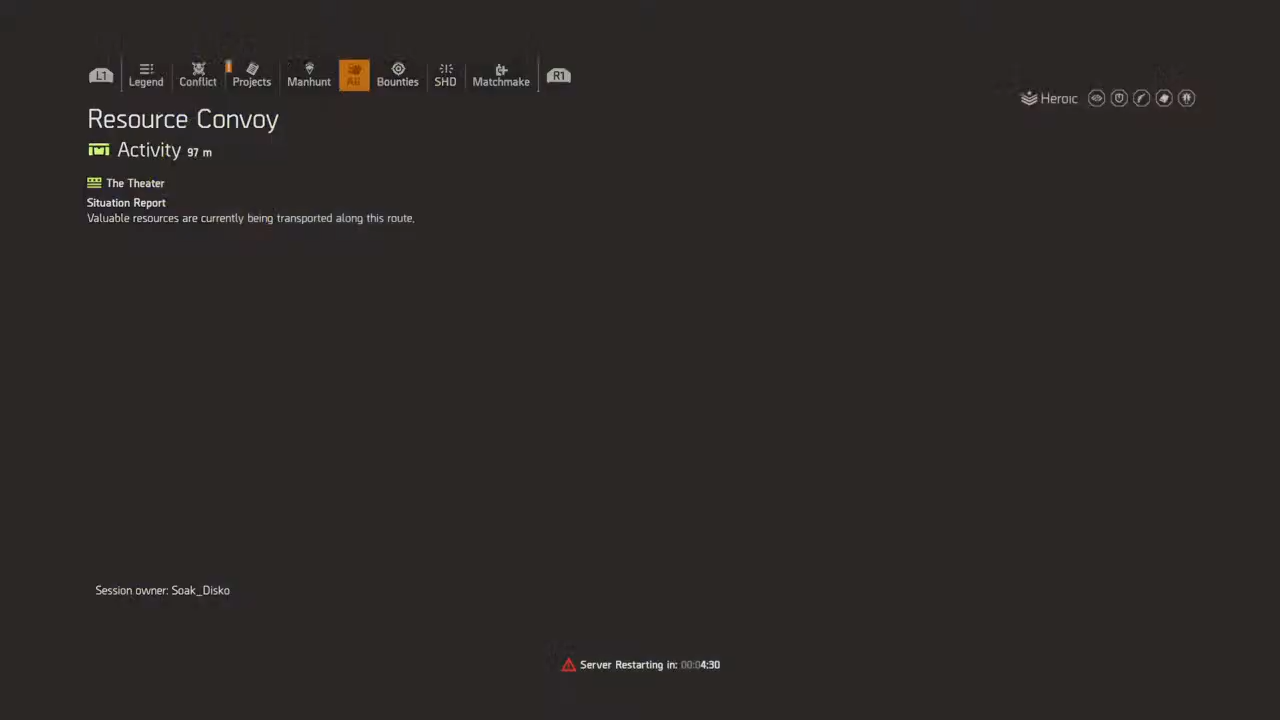 L1 Legend Conflict Projects Manhunt All Bounties SHD Matchmake R1
Heroic
Resource Convoy
Activity 97 m
The Theater
Situation Report
Valuable resources are currently being transported along this route.
Session owner: Soak_Disko
Server Restarting in: 00:04:30